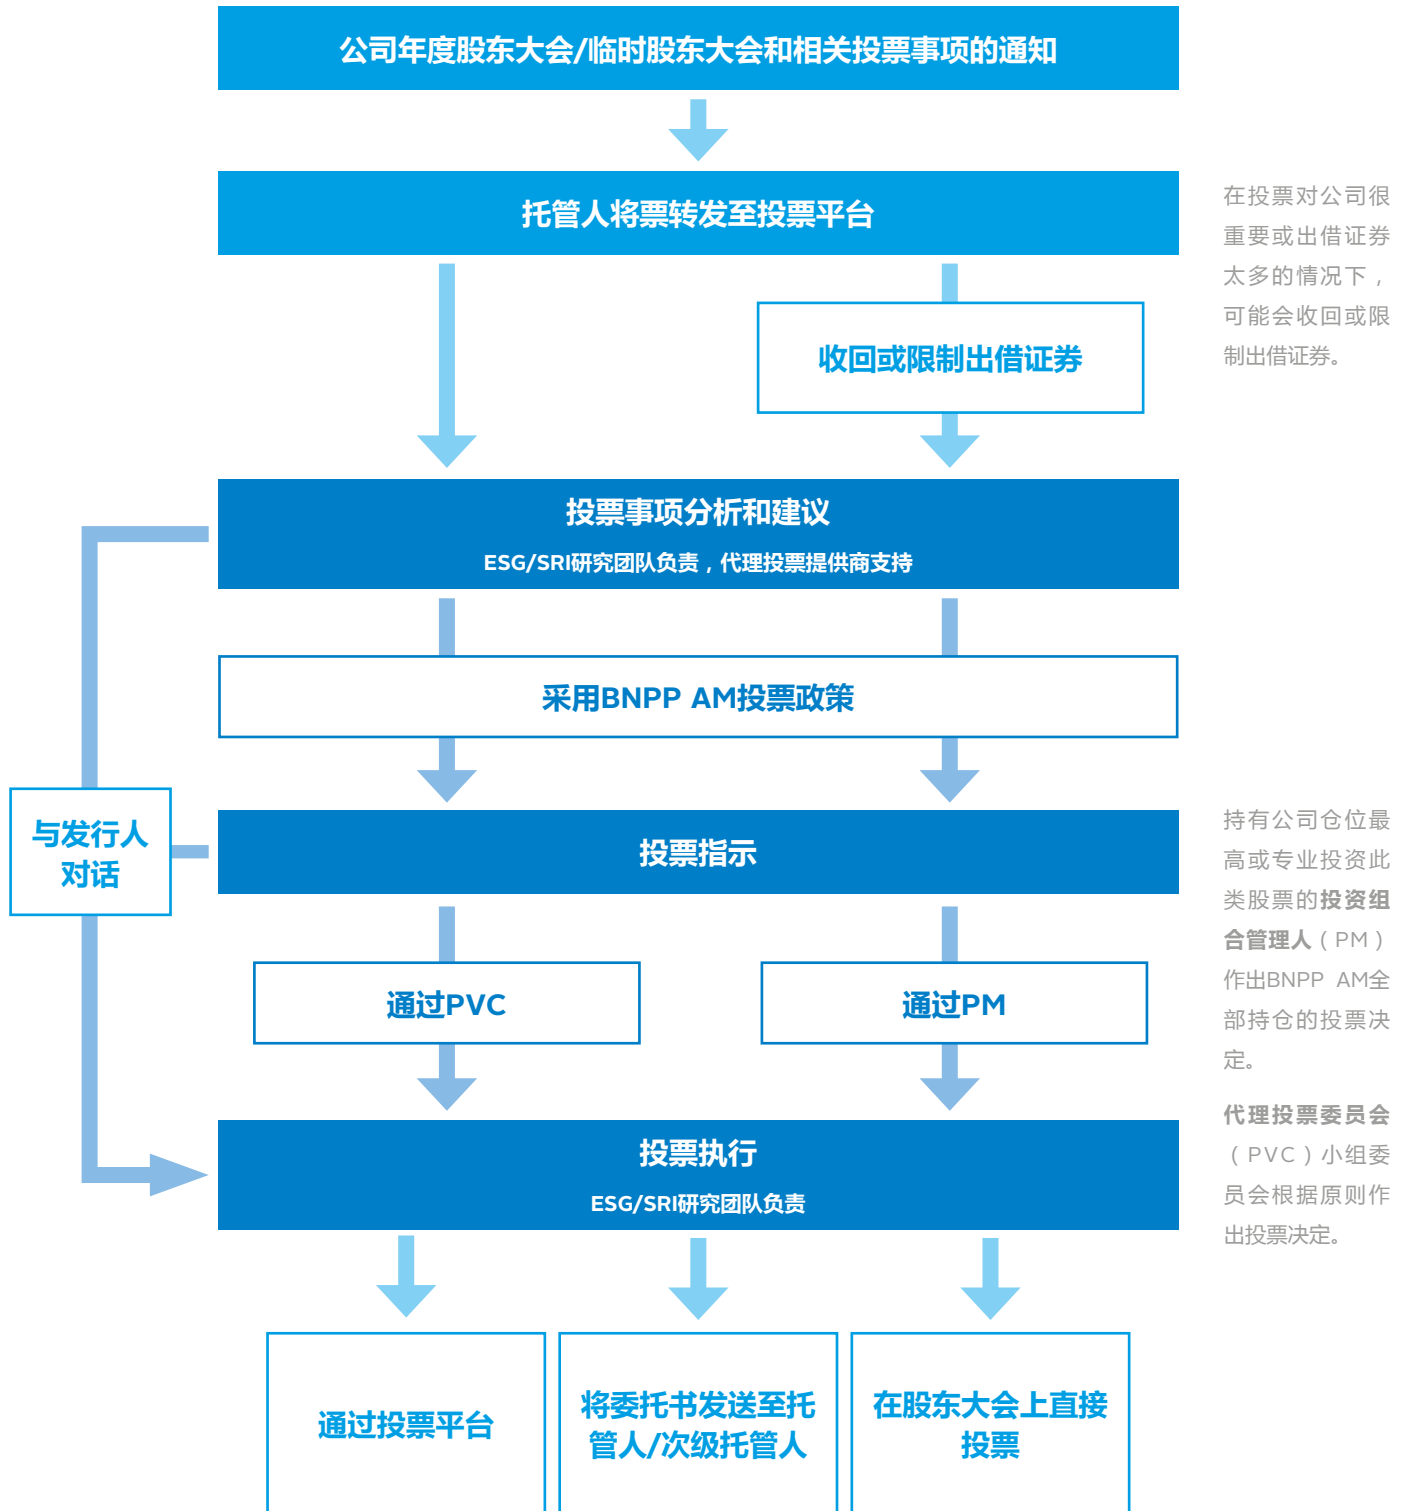 公司年度股东大会/临时股东大会和相关投票事项的通知
托管人将票转发至投票平台
在投票对公司很
重要或出借证券
太多的情况下，
可能会收回或限
制出借证券。
收回或限制出借证券
投票事项分析和建议
ESG/SRI研究团队负责，代理投票提供商支持
采用BNPP AM投票政策
与发行人
对话
投票指示
持有公司仓位最
高或专业投资此
类股票的投资组
合管理人（PM）
作出BNPP AM全
部持仓的投票决
定。
通过PVC
通过PM
代理投票委员会
（PVC）小组委
员会根据原则作
出投票决定。
投票执行
ESG/SRI研究团队负责
通过投票平台
将委托书发送至托
管人/次级托管人
在股东大会上直接
投票